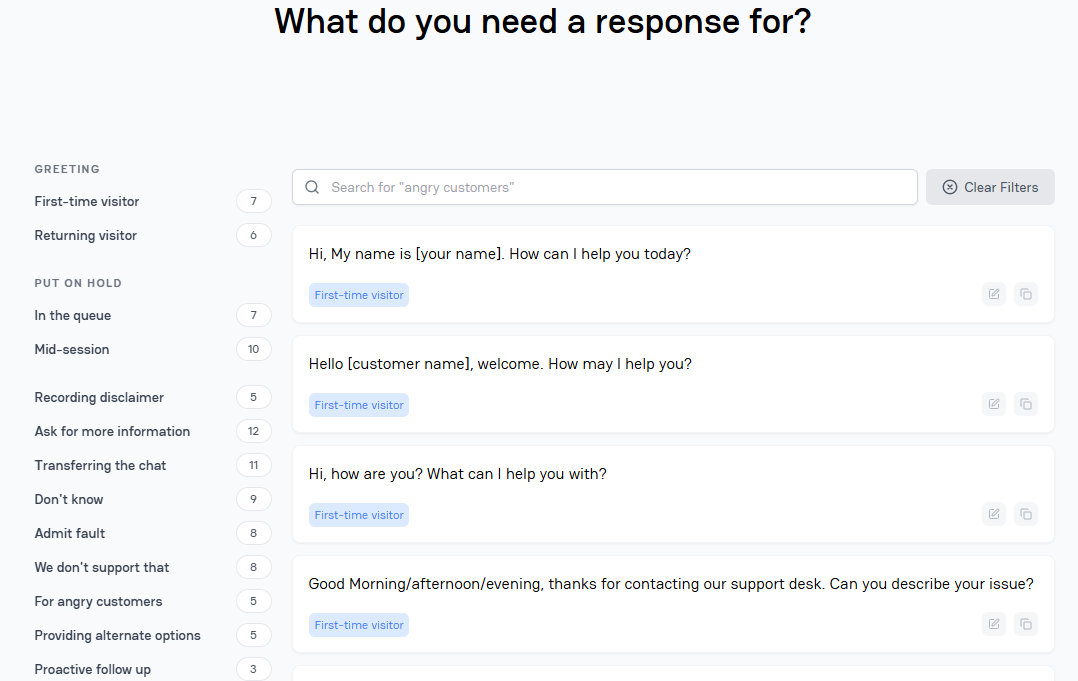 What do you need a response for?
GREETING
First-time visitor 7
Returning visitor 6
PUT ON HOLD
In the queue 7
Mid-session 10
Recording disclaimer 5
Ask for more information 12
Transferring the chat 11
Don't know 9
Admit fault 8
We don't support that 8
For angry customers 5
Providing alternate options 5
Proactive follow up 3
Search for "angry customers"
Clear Filters
Hi, My name is [your name]. How can I help you today?
First-time visitor
Hello [customer name], welcome. How may I help you?
First-time visitor
Hi, how are you? What can I help you with?
First-time visitor
Good Morning/afternoon/evening, thanks for contacting our support desk. Can you describe your issue?
First-time visitor